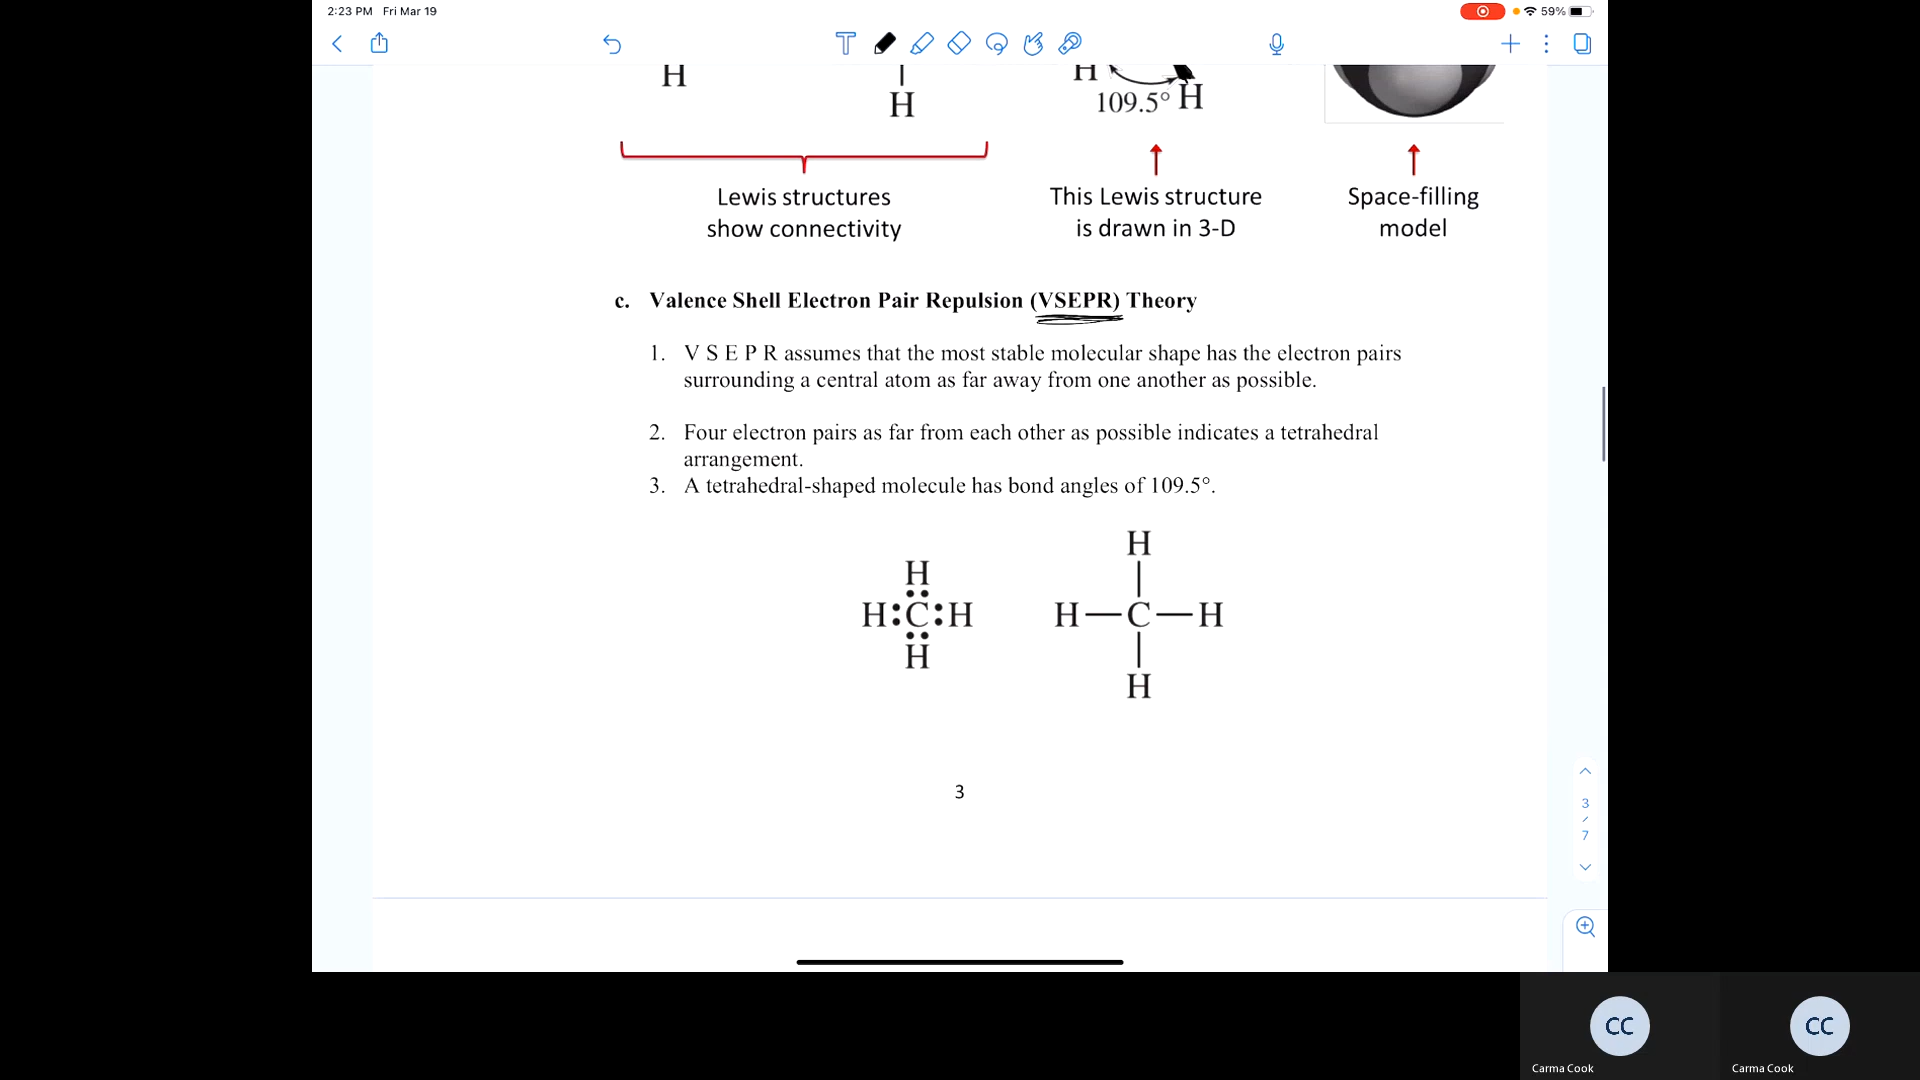 2:23 PM Fri Mar 19
59%
T
H
H
H
109.5° H
Lewis structures
show connectivity
This Lewis structure
is drawn in 3-D
Space-filling
model
c. Valence Shell Electron Pair Repulsion (VSEPR) Theory
1. V S E P R assumes that the most stable molecular shape has the electron pairs
surrounding a central atom as far away from one another as possible.
2. Four electron pairs as far from each other as possible indicates a tetrahedral
arrangement.
3. A tetrahedral-shaped molecule has bond angles of 109.5°.
H
H:C:H
H
H
H—C—H
H
3
3
/
7
CC
Carma Cook
CC
Carma Cook